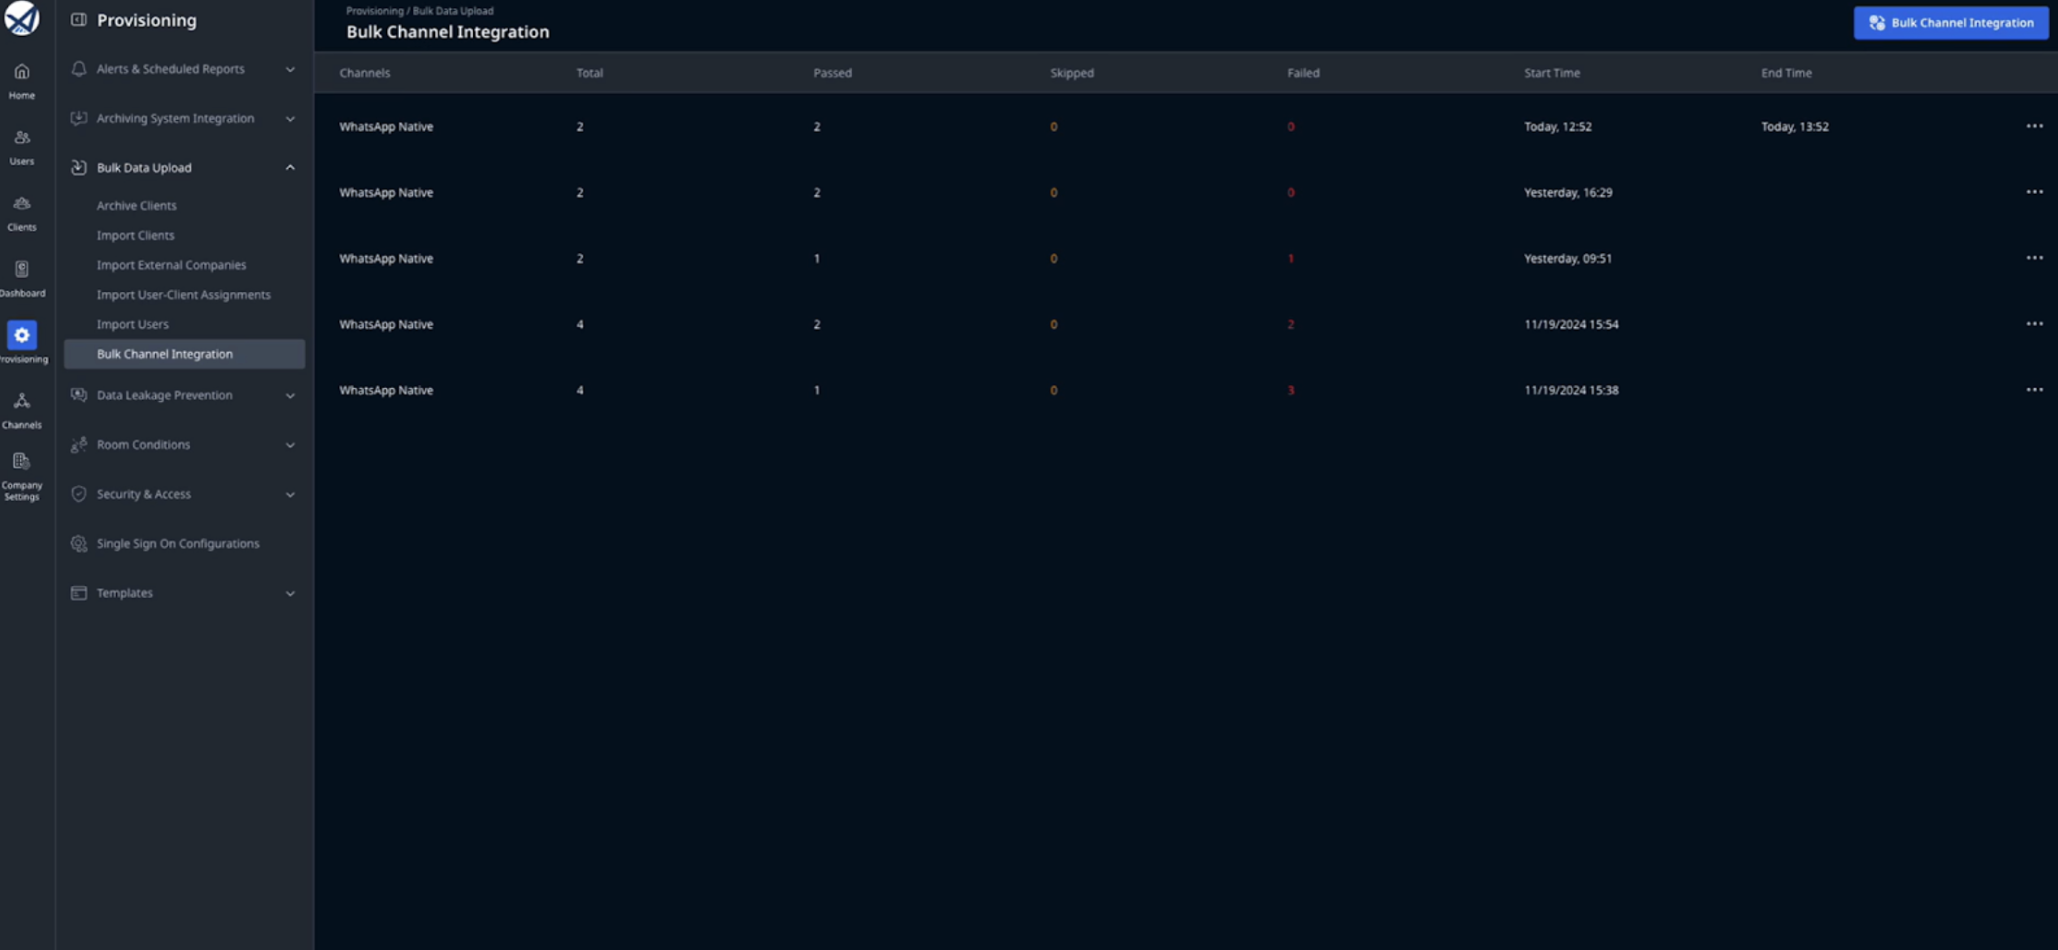 Provisioning
Home
Users
Clients
Dashboard
rovisioning
Channels
Company
Settings
Alerts & Scheduled Reports
Archiving System Integration
Bulk Data Upload
Archive Clients
Import Clients
Import External Companies
Import User-Client Assignments
Import Users
Bulk Channel Integration
Data Leakage Prevention
Room Conditions
Security & Access
Single Sign On Configurations
Templates
Provisioning / Bulk Data Upload
Bulk Channel Integration
Bulk Channel Integration
Channels Total Passed Skipped Failed Start Time End Time
WhatsApp Native 2 2 0 0 Today, 12:52 Today, 13:52
WhatsApp Native 2 2 0 0 Yesterday, 16:29
WhatsApp Native 2 1 0 1 Yesterday, 09:51
WhatsApp Native 4 2 0 2 11/19/2024 15:54
WhatsApp Native 4 1 0 3 11/19/2024 15:38